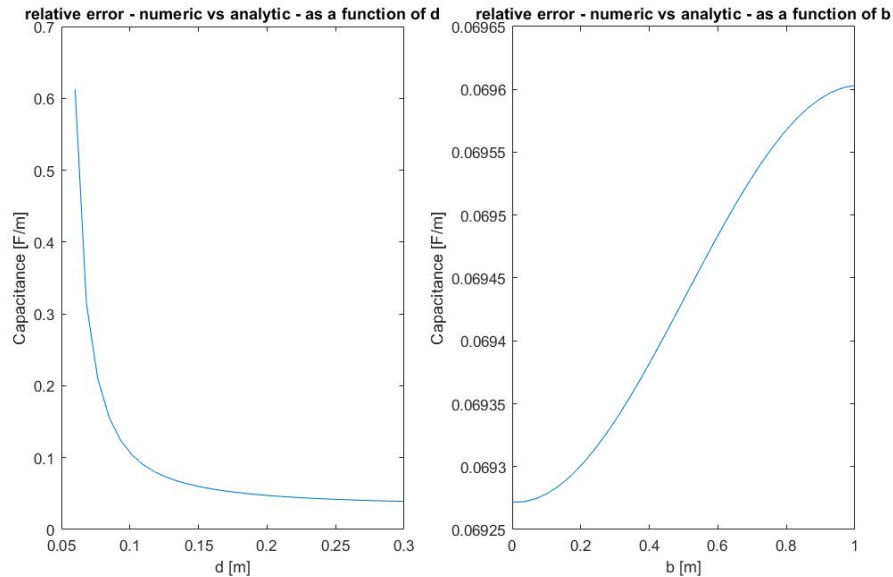 relative error - numeric vs analytic - as a function of d
0.7
0.6
0.5
0.4
0.3
0.2
0.1
0
Capacitance [F/m]
0.05 0.1 0.15 0.2 0.25 0.3
d [m]
relative error - numeric vs analytic - as a function of b
0.06965
0.0696
0.06955
0.0695
0.06945
0.0694
0.06935
0.0693
0.06925
Capacitance [F/m]
0 0.2 0.4 0.6 0.8 1
b [m]